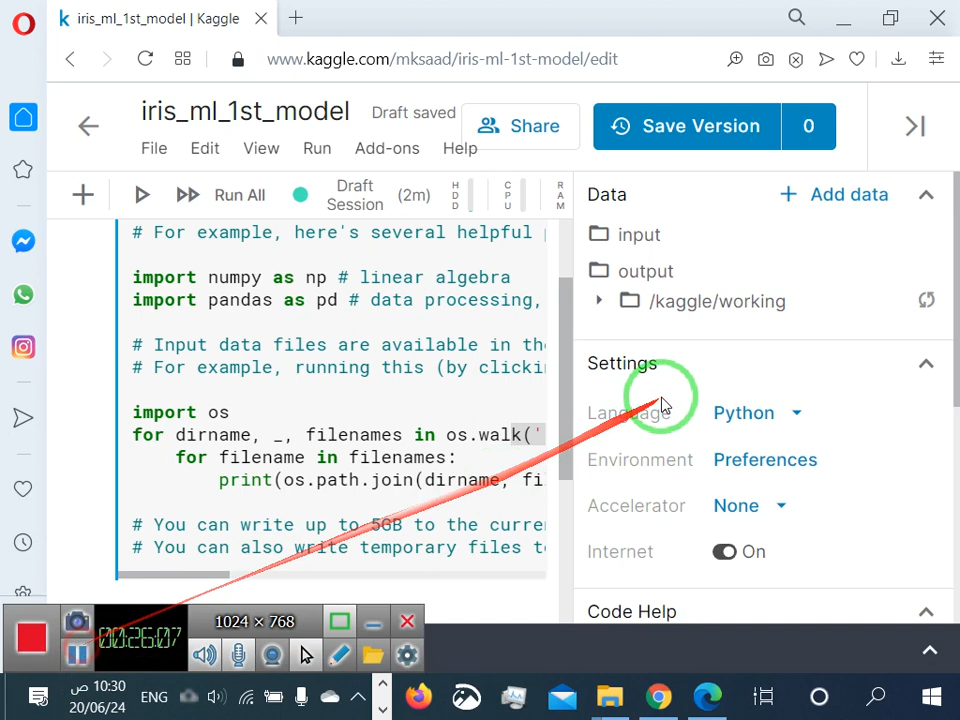 iris_ml_1st_model | Kaggle
www.kaggle.com/mksaad/iris-ml-1st-model/edit
iris_ml_1st_model
Draft saved
Share
Save Version
0
File Edit View Run Add-ons Help
Run All
Draft Session
(2m)
HDD
CPU
RAM
Data
Add data
input
output
/kaggle/working
# For example, here's several helpful
import numpy as np # linear algebra
import pandas as pd # data processing,
# Input data files are available in the
# For example, running this (by clickin
import os
for dirname, _, filenames in os.walk('
for filename in filenames:
print(os.path.join(dirname, fi
# You can write up to 5GB to the curren
# You can also write temporary files to
Settings
Language Python
Environment Preferences
Accelerator None
Internet On
Code Help
00:26:07
1024 × 768
10:30 ص
20/06/24
ENG